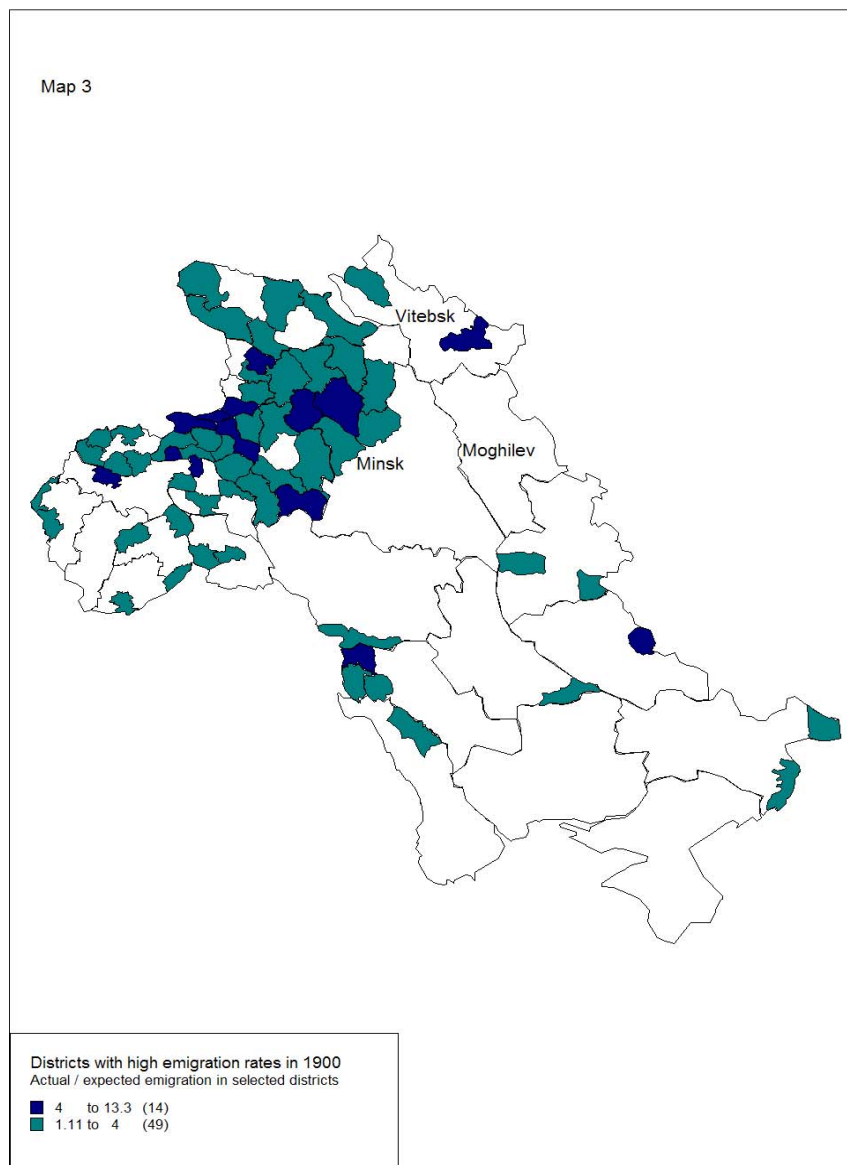 Map 3
Vitebsk
Moghilev
Minsk
Districts with high emigration rates in 1900
Actual / expected emigration in selected districts
4 to 13.3 (14)
1.11 to 4 (49)